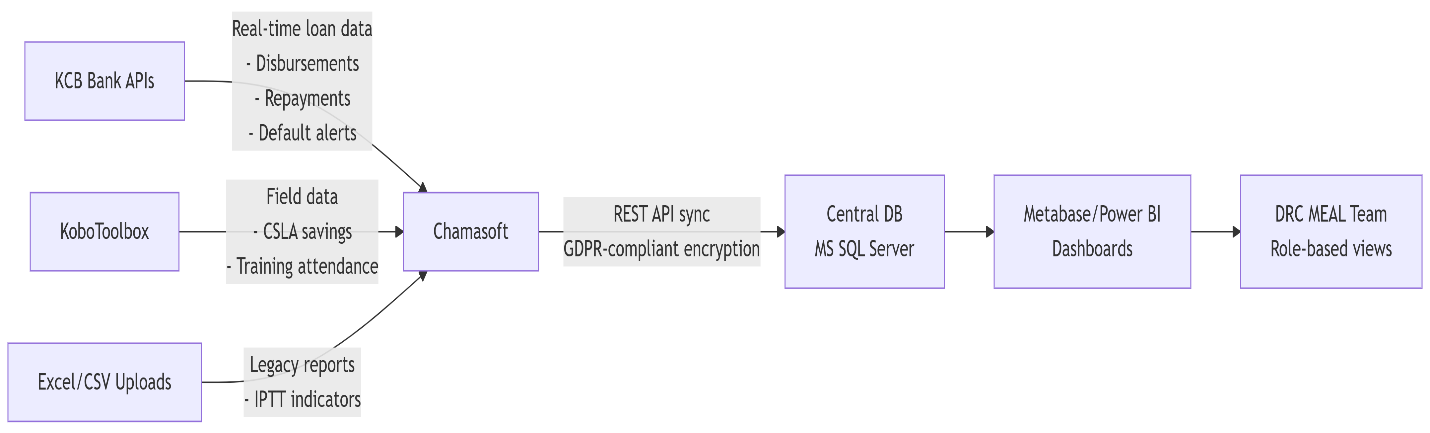 KCB Bank APIs
Real-time loan data
- Disbursements
- Repayments
- Default alerts
KoboToolbox
Field data
- CSLA savings
- Training attendance
Excel/CSV Uploads
Legacy reports
- IPTT indicators
Chamasoft
REST API sync
GDPR-compliant encryption
Central DB
MS SQL Server
Metabase/Power BI
Dashboards
DRC MEAL Team
Role-based views